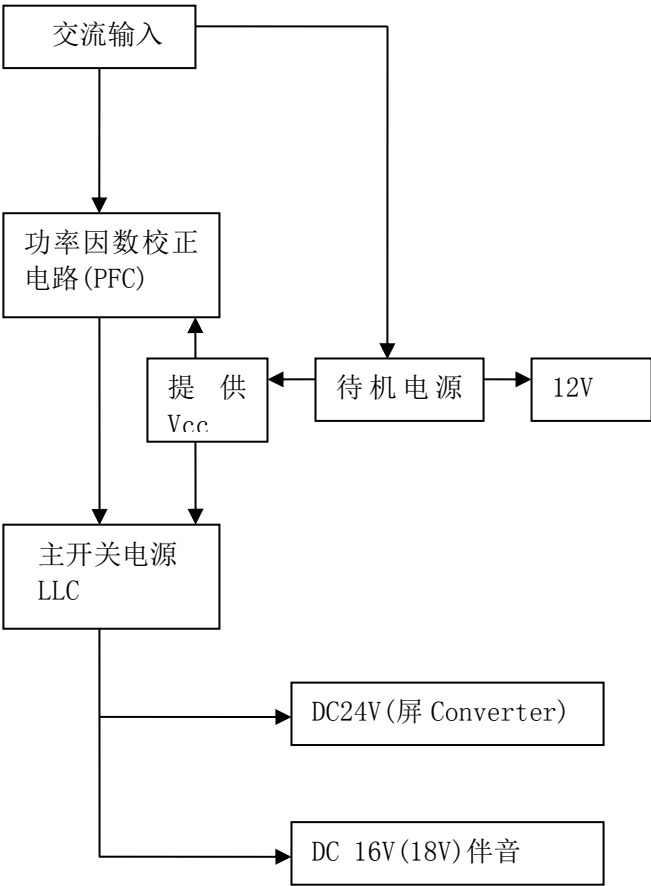 交流输入
功率因数校正
电路(PFC)
提供
Vcc
待机电源
12V
主开关电源
LLC
DC24V(屏 Converter)
DC 16V(18V)伴音